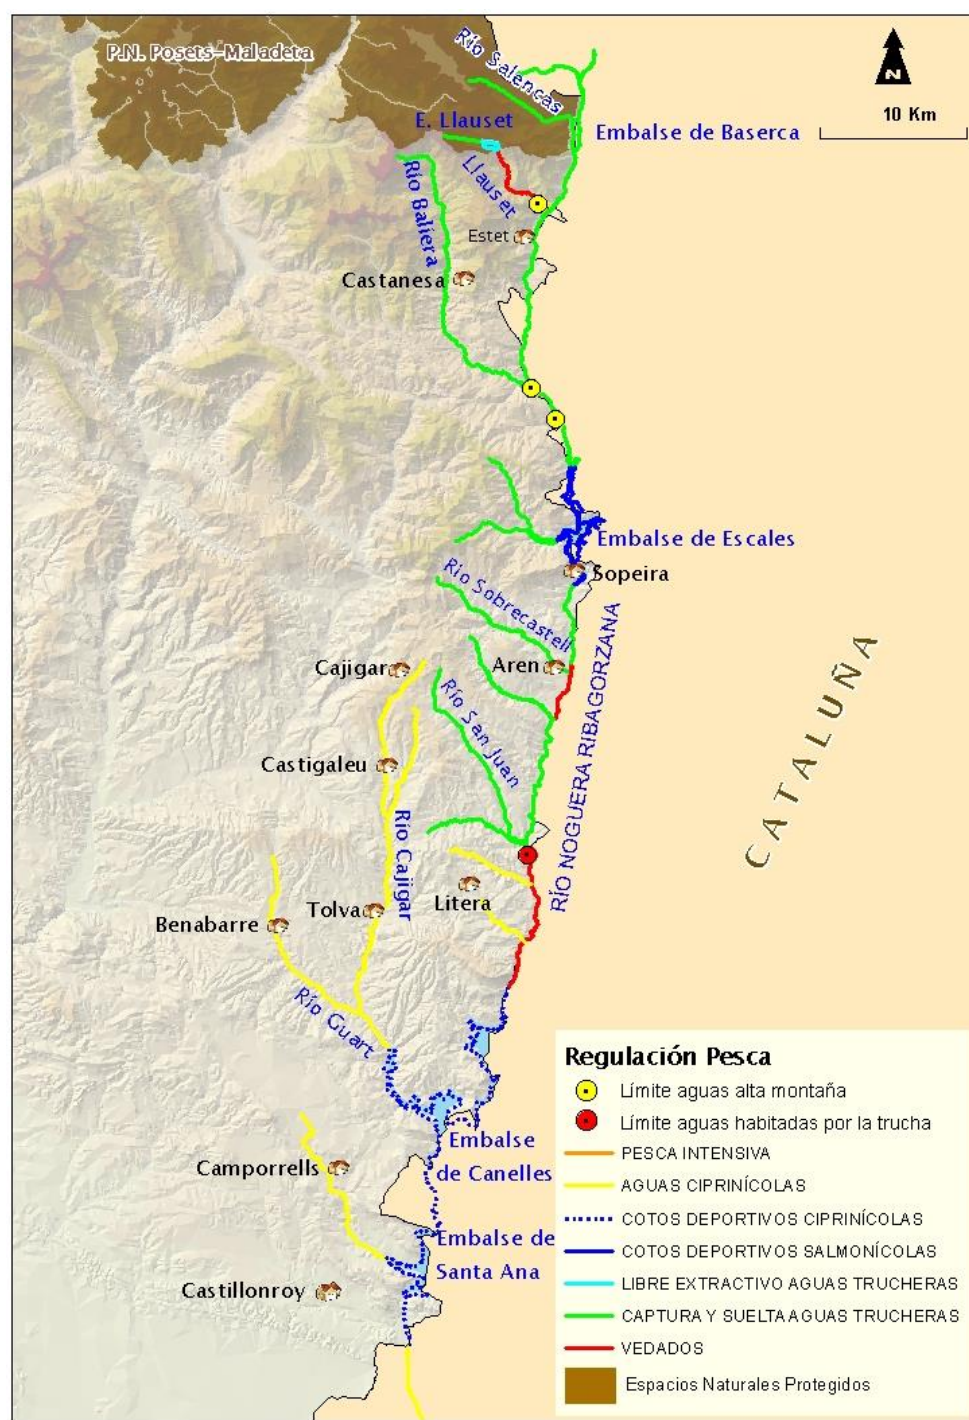 P.N. Posets-Maladeta
Río Salencas
N
10 Km
E. Llauset
Embalse de Baserca
Llauset
Río Baliera
Estet
Castanesa
Embalse de Escales
Sopeira
Río Sobrecastell
Aren
Cajigar
Río San Juan
RÍO NOGUERA RIBAGORZANA
CATALUÑA
Castigaleu
Río Cajigar
Litera
Tolva
Benabarre
Río Guart
Embalse
de Canelles
Camporrells
Embalse de
Santa Ana
Castillonroy
Regulación Pesca
Límite aguas alta montaña
Límite aguas habitadas por la trucha
PESCA INTENSIVA
AGUAS CIPRINÍCOLAS
COTOS DEPORTIVOS CIPRINÍCOLAS
COTOS DEPORTIVOS SALMONÍCOLAS
LIBRE EXTRACTIVO AGUAS TRUCHERAS
CAPTURA Y SUELTA AGUAS TRUCHERAS
VEDADOS
Espacios Naturales Protegidos